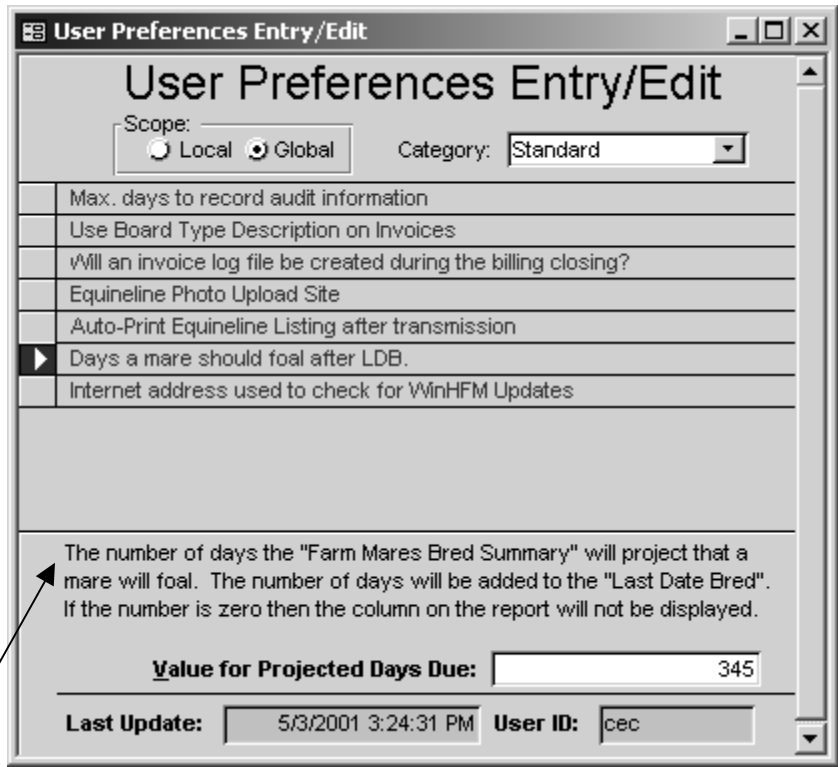 User Preferences Entry/Edit
User Preferences Entry/Edit
Scope:
Local Global Category: Standard
Max. days to record audit information
Use Board Type Description on Invoices
Will an invoice log file be created during the billing closing?
Equineline Photo Upload Site
Auto-Print Equineline Listing after transmission
Days a mare should foal after LDB.
Internet address used to check for WinHFM Updates
The number of days the "Farm Mares Bred Summary" will project that a
mare will foal. The number of days will be added to the "Last Date Bred".
If the number is zero then the column on the report will not be displayed.
Value for Projected Days Due: 345
Last Update: 5/3/2001 3:24:31 PM User ID: cec